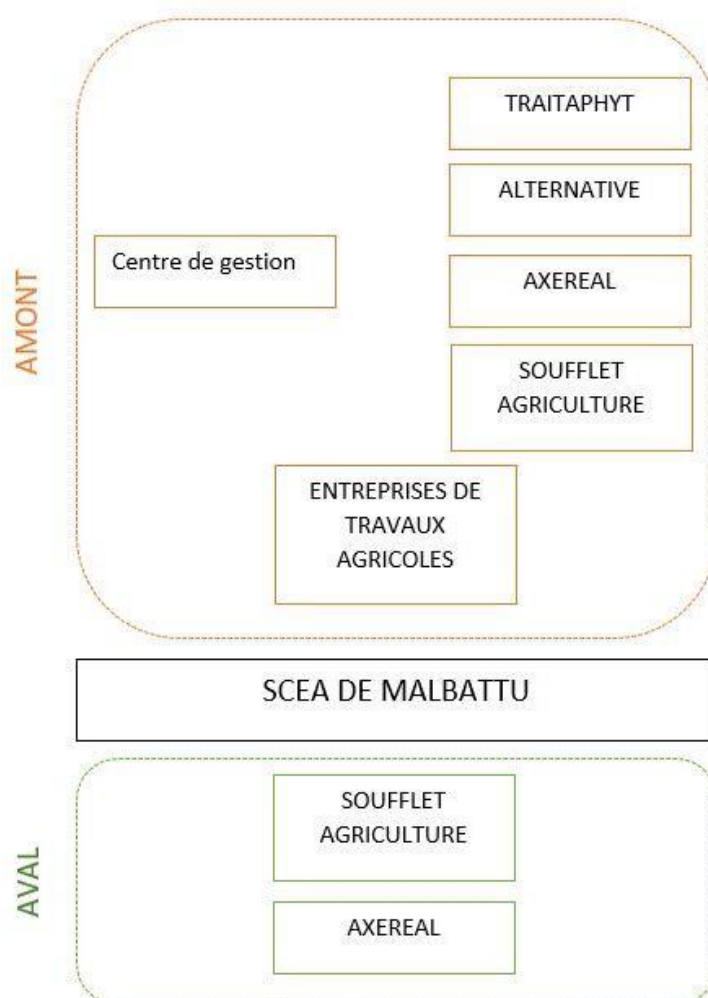 AMONT
TRAITAPHYT
ALTERNATIVE
Centre de gestion
AXEREAL
SOUFFLET
AGRICULTURE
ENTREPRISES DE
TRAVAUX
AGRICOLES
SCEA DE MALBATTU
AVAL
SOUFFLET
AGRICULTURE
AXEREAL